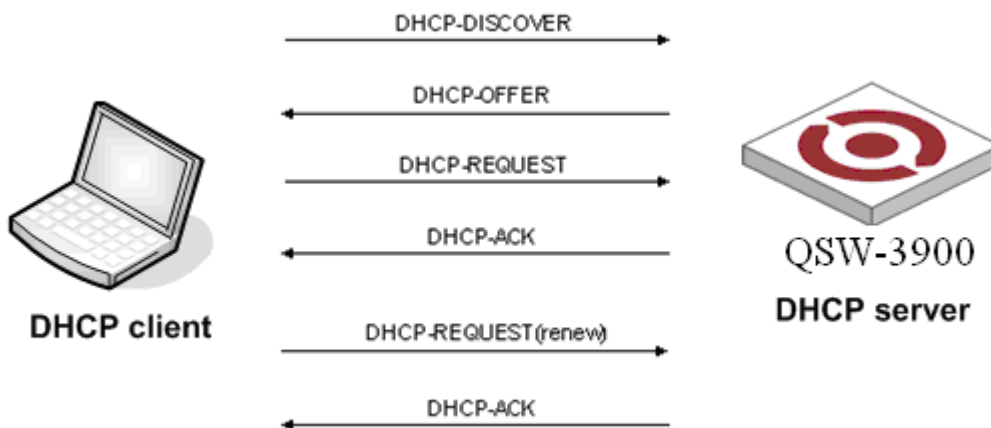 DHCP-DISCOVER
DHCP-OFFER
DHCP-REQUEST
DHCP-ACK
QSW-3900
DHCP server
DHCP client
DHCP-REQUEST(renew)
DHCP-ACK